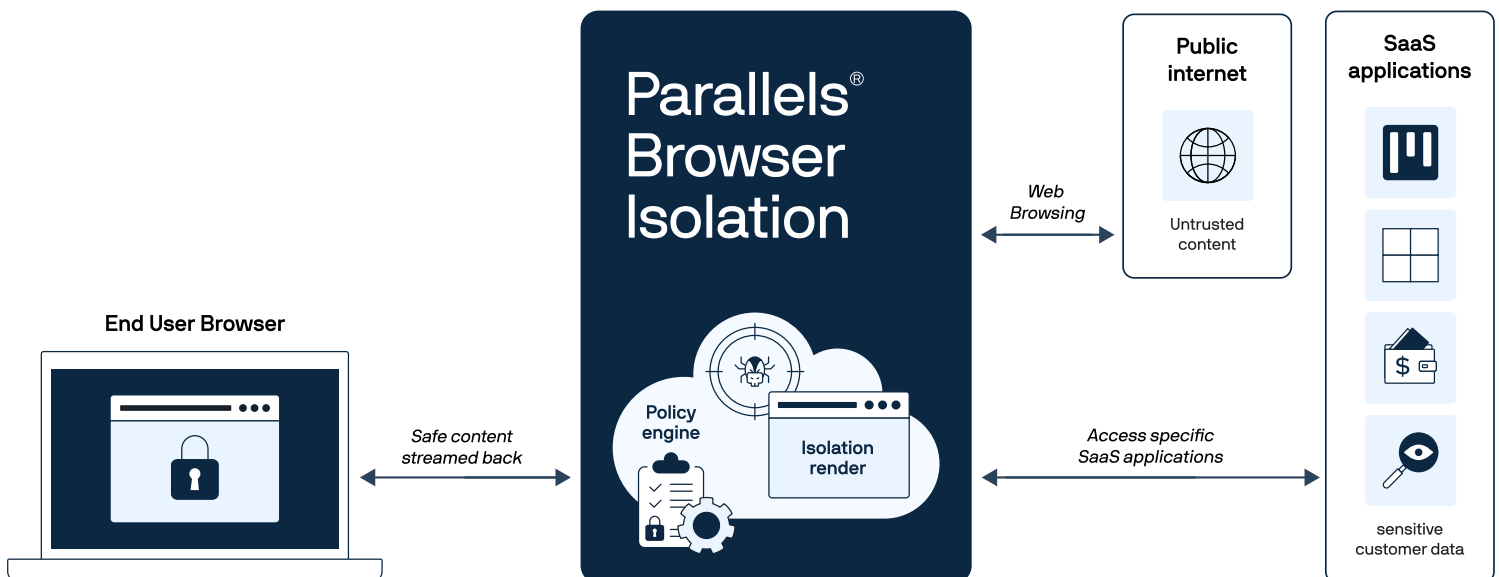 End User Browser
Safe content
streamed back
Parallels®
Browser
Isolation
Policy
engine
Isolation
render
Web
Browsing
Access specific
SaaS applications
Public
internet
Untrusted
content
SaaS
applications
$
sensitive
customer data